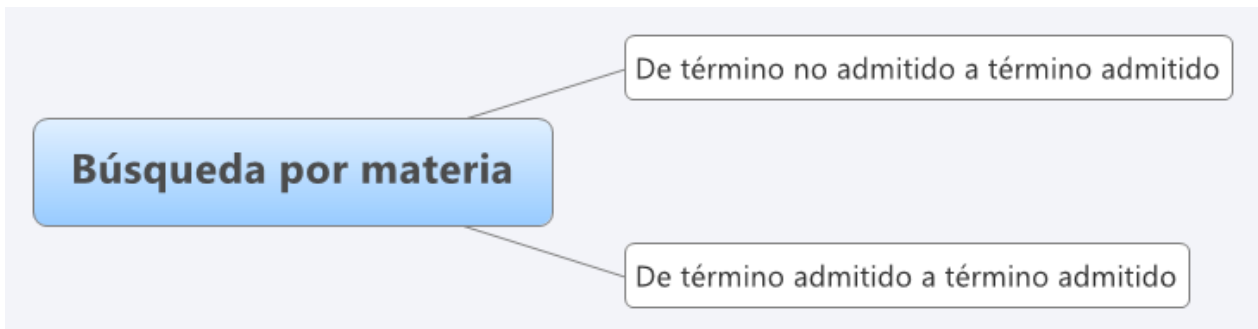 De término no admitido a término admitido
Búsqueda por materia
De término admitido a término admitido